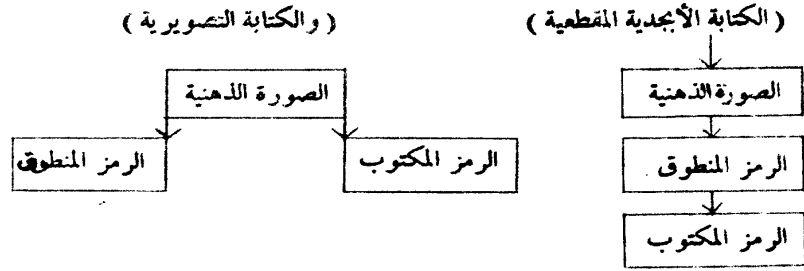 ( الكتابة الأبجدية المقطعية )
( والكتابة التصويرية )
الصورة الذهنية
الصورة الذهنية
الرمز المنطوق
الرمز المكتوب
الرمز المنطوق
الرمز المكتوب